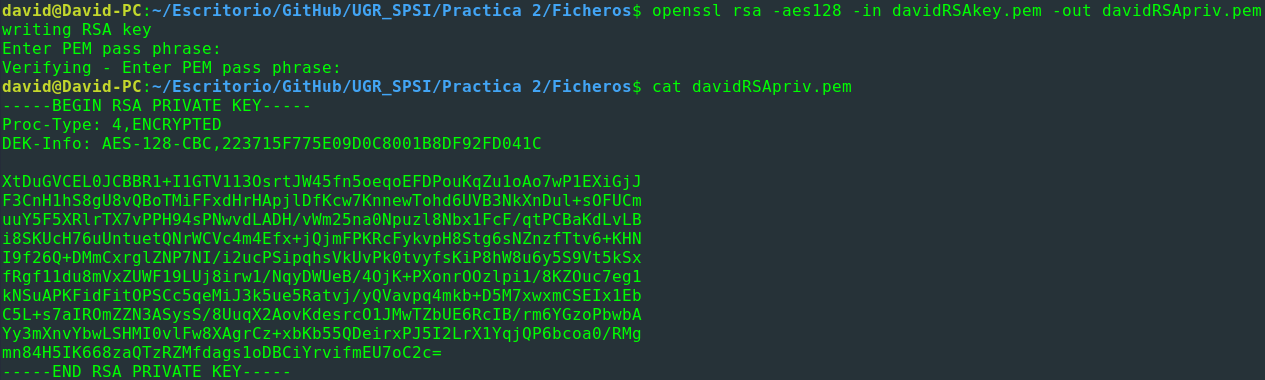 david@David-PC:~/Escritorio/GitHub/UGR_SPSI/Practica 2/Ficheros$ openssl rsa -aes128 -in davidRSAkey.pem -out davidRSApriv.pem
writing RSA key
Enter PEM pass phrase:
Verifying - Enter PEM pass phrase:
david@David-PC:~/Escritorio/GitHub/UGR_SPSI/Practica 2/Ficheros$ cat davidRSApriv.pem
-----BEGIN RSA PRIVATE KEY-----
Proc-Type: 4,ENCRYPTED
DEK-Info: AES-128-CBC,223715F775E09D0C8001B8DF92FD041C

XtDuGVCEL0JCBBR1+I1GTV113OsrtJW45fn5oeqoEFDPouKqZu1oAo7wP1EXiGjJ
F3CnH1hS8gU8vQBoTMiFFxdHrHApjlDfKcw7KnnewTohd6UVB3NkXnDul+sOFUCm
uuY5F5XRlrTX7vPPH94sPNwvdLADH/vWm25na0Npuzl8Nbx1FcF/qtPCBaKdLvLB
i8SKUcH76uUntuetQNrWCVc4m4Efx+jQjmFPKRcFykvpH8Stg6sNZnzfTtv6+KHN
I9f26Q+DMmCxrglZNP7NI/i2ucPSipqhsVkUvPk0tvyfsKiP8hW8u6y5S9Vt5kSx
fRgf11du8mVxZUWF19LUj8irw1/NqyDWUeB/4OjK+PXonrOOzlpi1/8KZOuc7eg1
kNSuAPKFidFitOPSCc5qeMiJ3k5ue5Ratvj/yQVavpq4mkb+D5M7xwxmCSEIx1Eb
C5L+s7aIROmZZN3ASysS/8UuqX2AovKdesrcO1JMwTZbUE6RcIB/rm6YGzoPbwbA
Yy3mXnvYbwLSHMI0vlFw8XAgrCz+xbKb55QDeirxPJ5I2LrX1YqjQP6bcoa0/RMg
mn84H5IK668zaQTzRZMfdags1oDBCiYrvifmEU7oC2c=
-----END RSA PRIVATE KEY-----